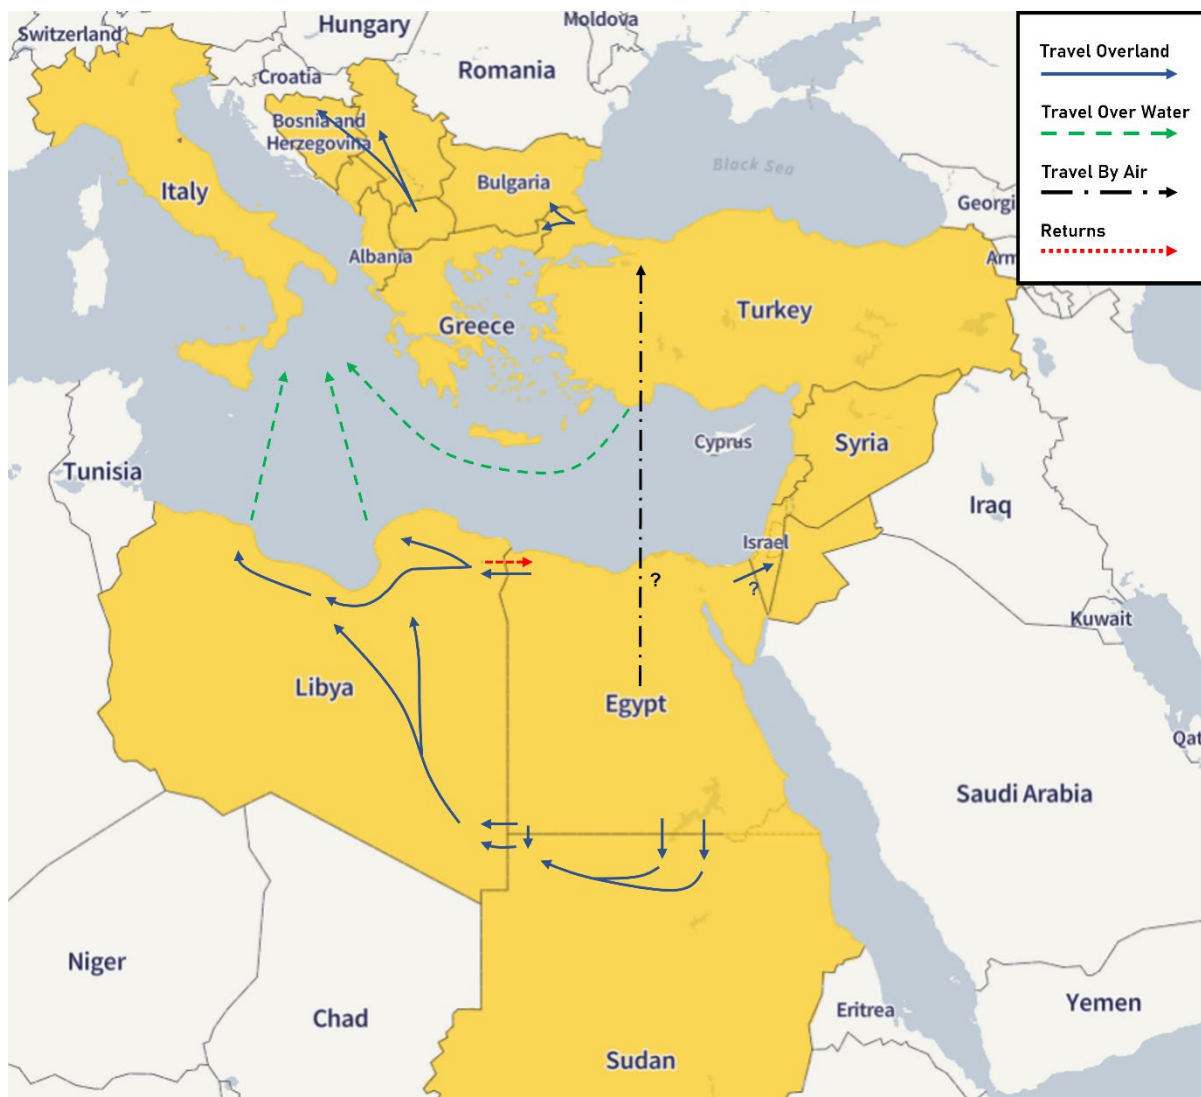 Switzerland
Hungary
Moldova
Croatia
Romania
Bosnia and
Herzegovina
Italy
Bulgaria
Black Sea
Georgi
Albania
Arm
Greece
Turkey
Travel Overland
Travel Over Water
Travel By Air
Returns
Tunisia
Cyprus
Syria
Iraq
Israel
?
?
Kuwait
Libya
Egypt
Qat
Saudi Arabia
Niger
Chad
Sudan
Eritrea
Yemen